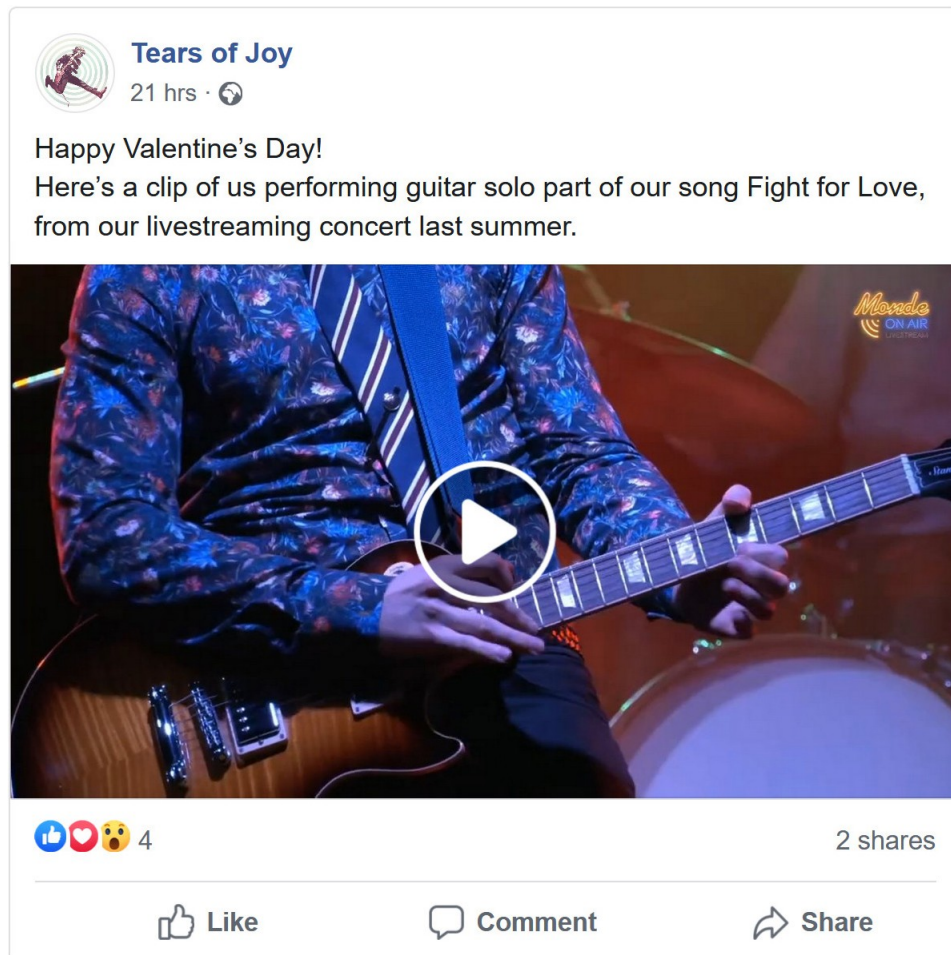 Tears of Joy
21 hrs ·
Happy Valentine’s Day!
Here’s a clip of us performing guitar solo part of our song Fight for Love,
from our livestreaming concert last summer.
Monde
ON AIR
LIVESTREAM
4
2 shares
Like
Comment
Share